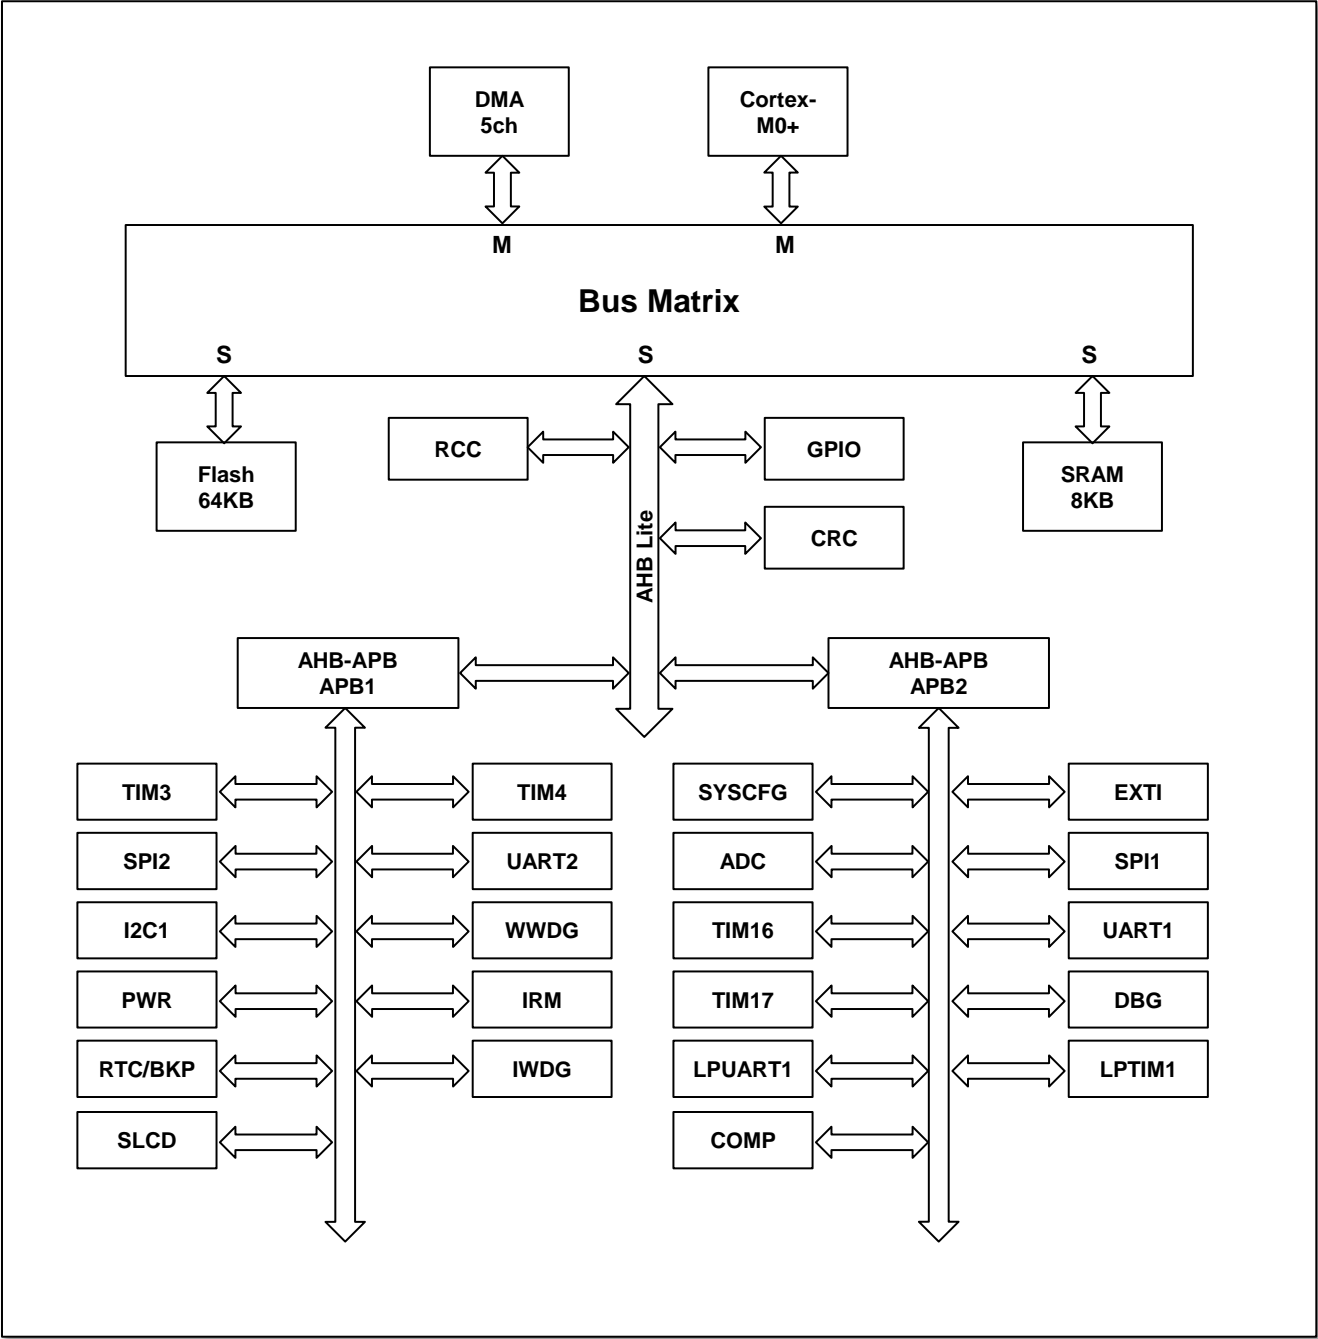 DMA
5ch
Cortex-
M0+
M
M
Bus Matrix
S
S
S
RCC
GPIO
Flash
64KB
SRAM
8KB
AHB Lite
CRC
AHB-APB
APB1
AHB-APB
APB2
TIM3
TIM4
SYSCFG
EXTI
SPI2
UART2
ADC
SPI1
I2C1
WWDG
TIM16
UART1
PWR
IRM
TIM17
DBG
RTC/BKP
IWDG
LPUART1
LPTIM1
SLCD
COMP